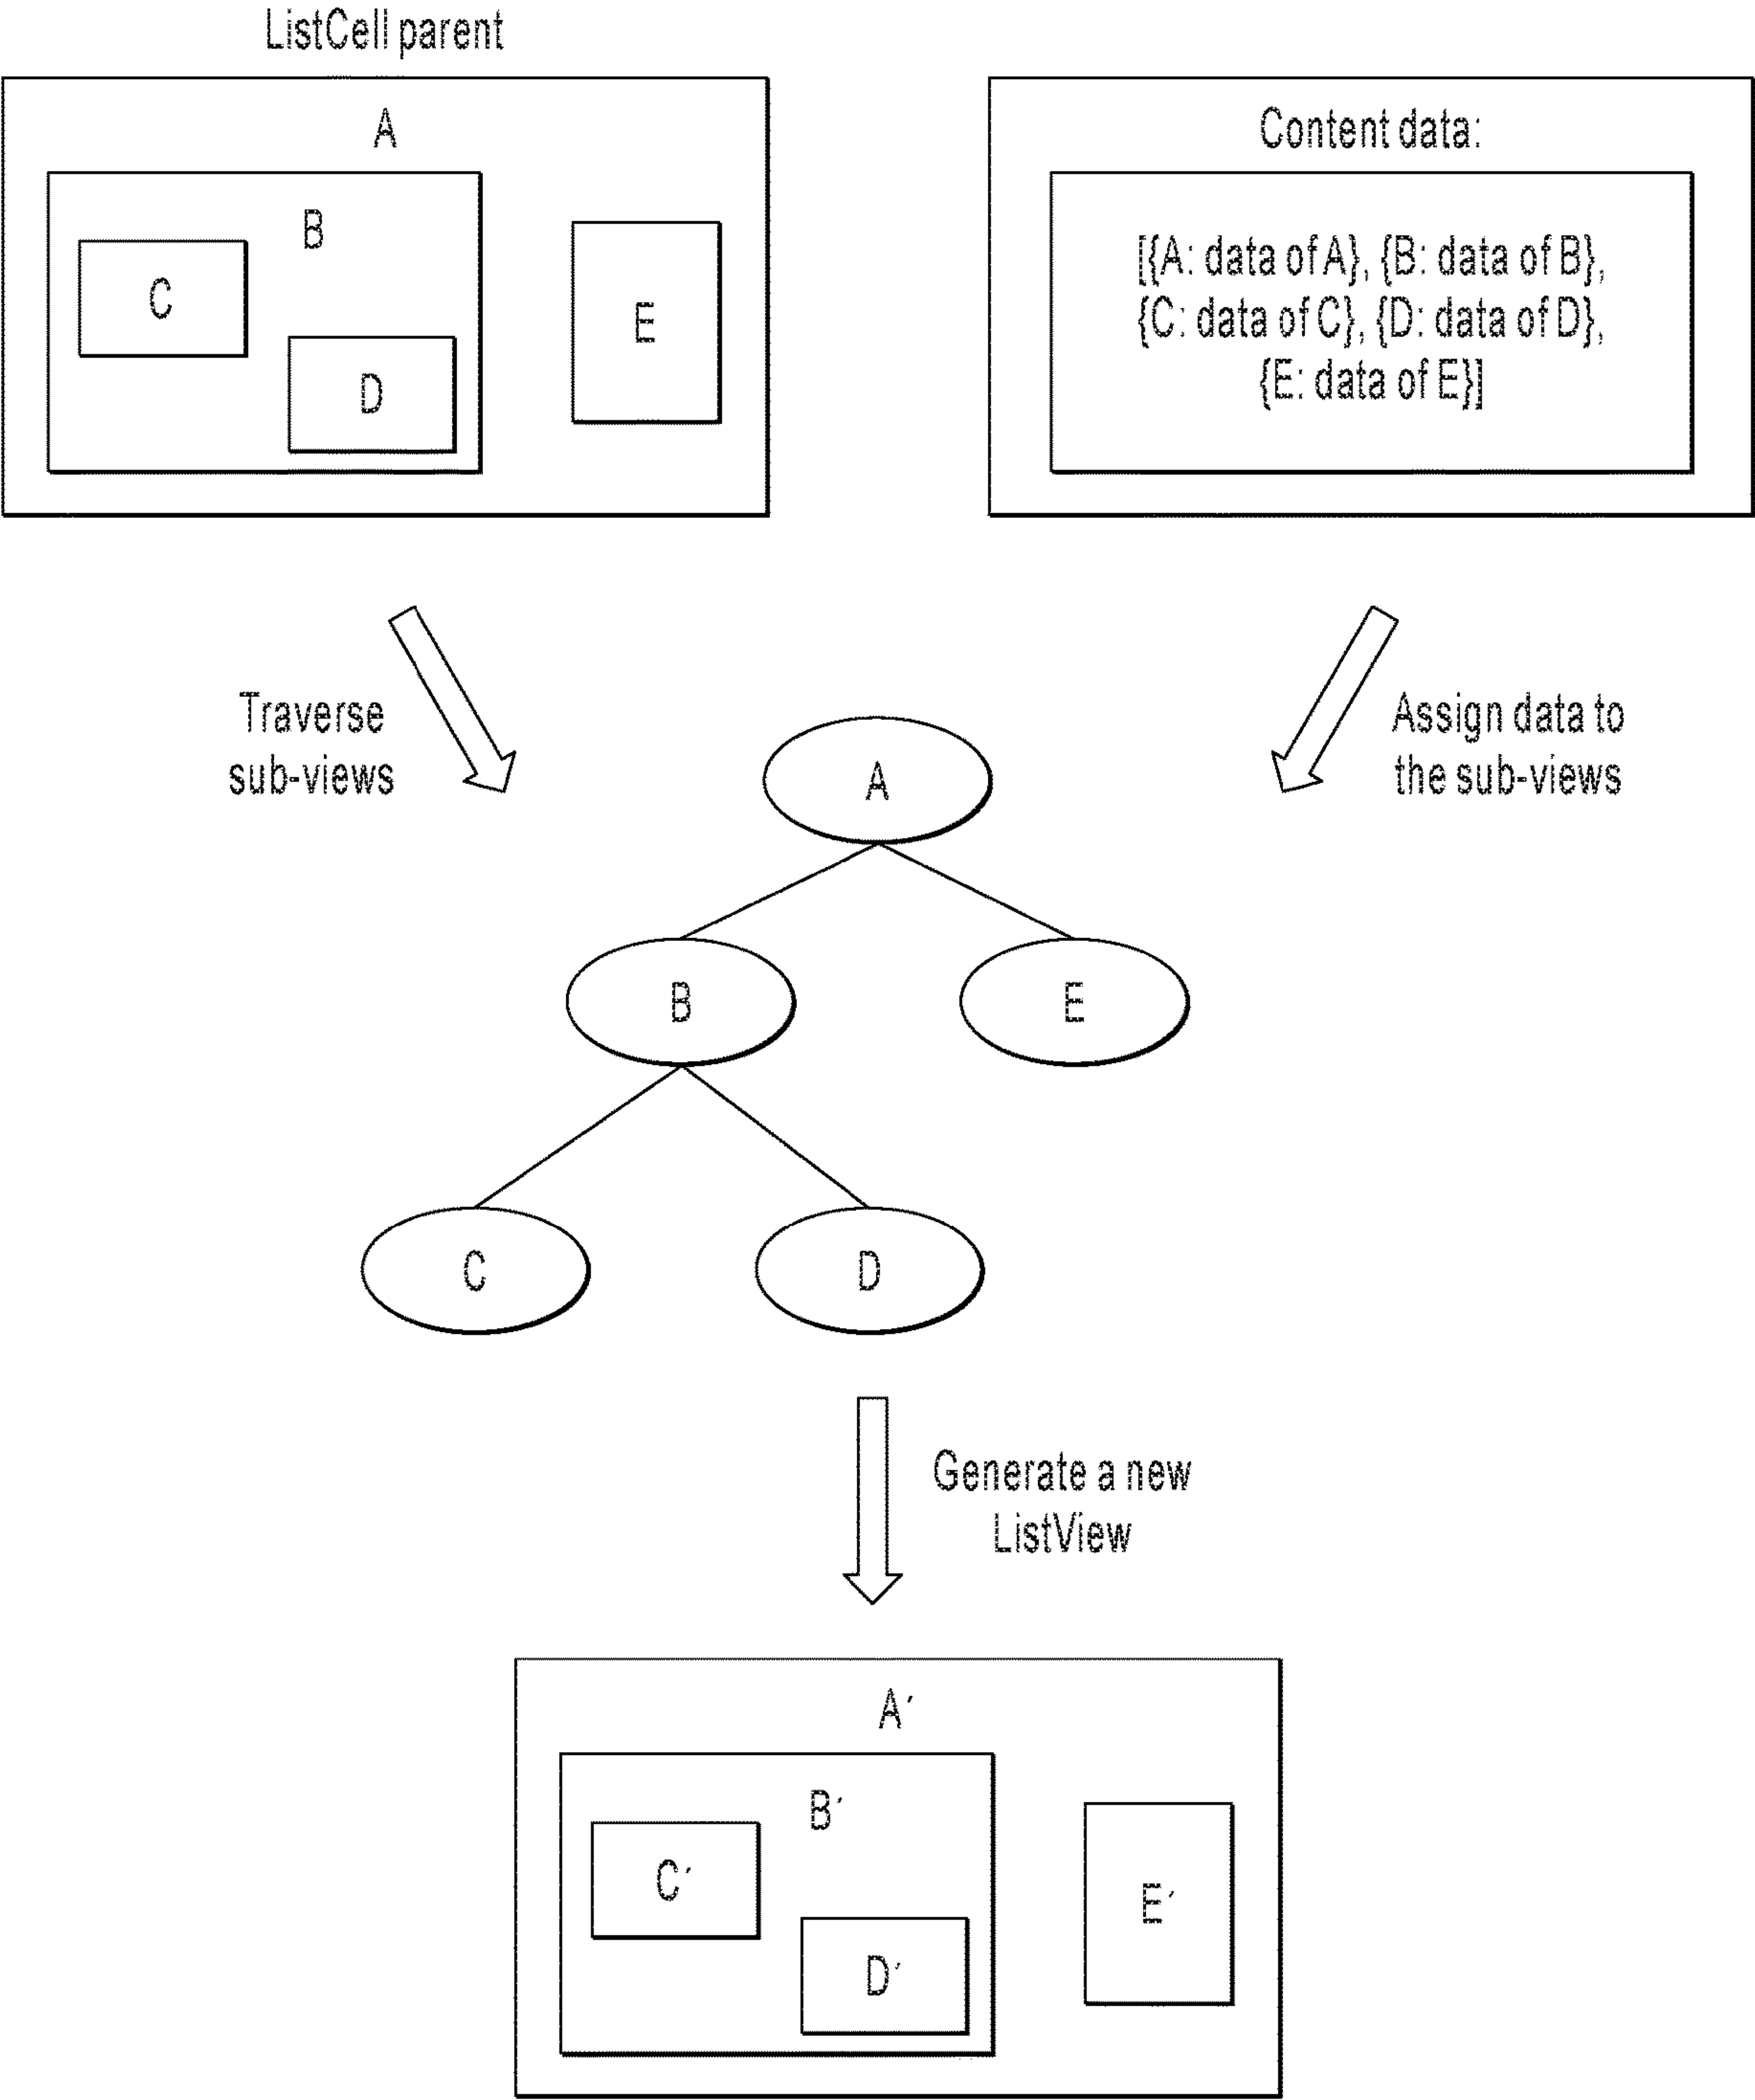 ListCell parent
A
B
C
D
E
Content data:
[{A: data of A}, {B: data of B},
{C: data of C}, {D: data of D},
{E: data of E}]
Traverse
sub-views
Assign data to
the sub-views
A
B
E
C
D
Generate a new
ListView
A´
B´
C´
D´
E´